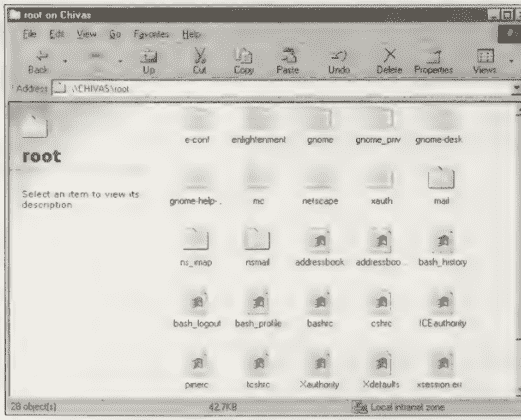 root on Chivas
File Edit View Go Favorites Help
Back Up Cut Copy Paste Undo Delete Properties Views
Address \\CHIVAS\root
root
Select an item to view its
description.
e-conf enlightenment gnome gnome_priv gnome-desk.
gnome-help-.. mc netscape xauth mail
ns_imap nsmail addressbook addressboo... bash_history
bash_logout bash_profile bashrc cshrc ICEauthority
pinerc tcshrc Xauthority Xdefaults xsession-err
28 object(s) 42.7KB Local intranet zone